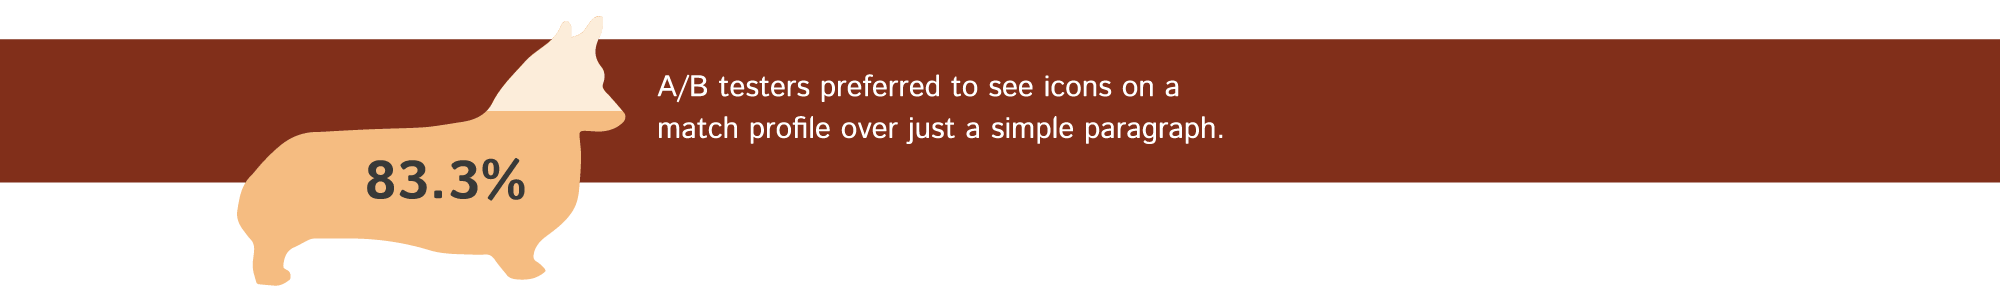 A/B testers preferred to see icons on a
match profile over just a simple paragraph.
83.3%